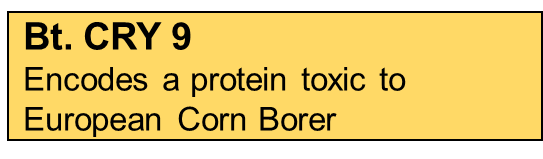 Bt. CRY 9
Encodes a protein toxic to
European Corn Borer